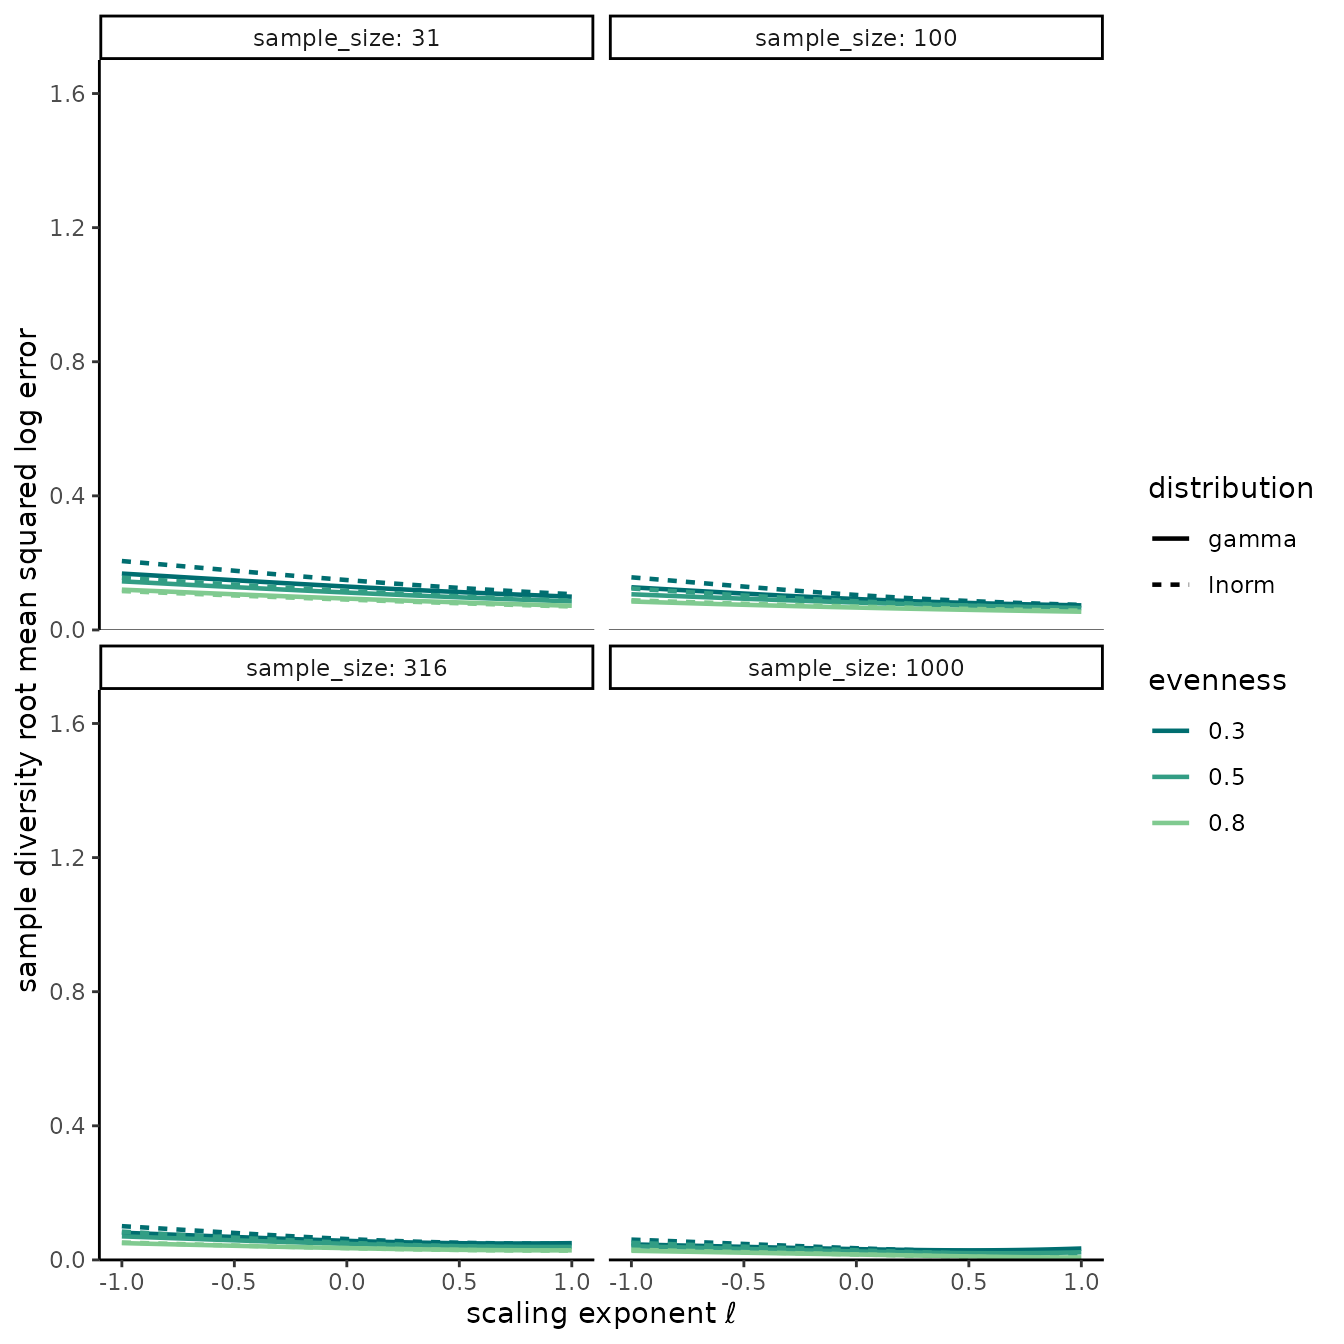 sample_size: 31
sample_size: 100
1.6
1.2
0.8
0.4
0.0
sample_size: 316
sample_size: 1000
1.6
1.2
0.8
0.4
0.0
-1.0 -0.5 0.0 0.5 1.0
-1.0 -0.5 0.0 0.5 1.0
scaling exponent ℓ
sample diversity root mean squared log error
distribution
gamma
lnorm
evenness
0.3
0.5
0.8